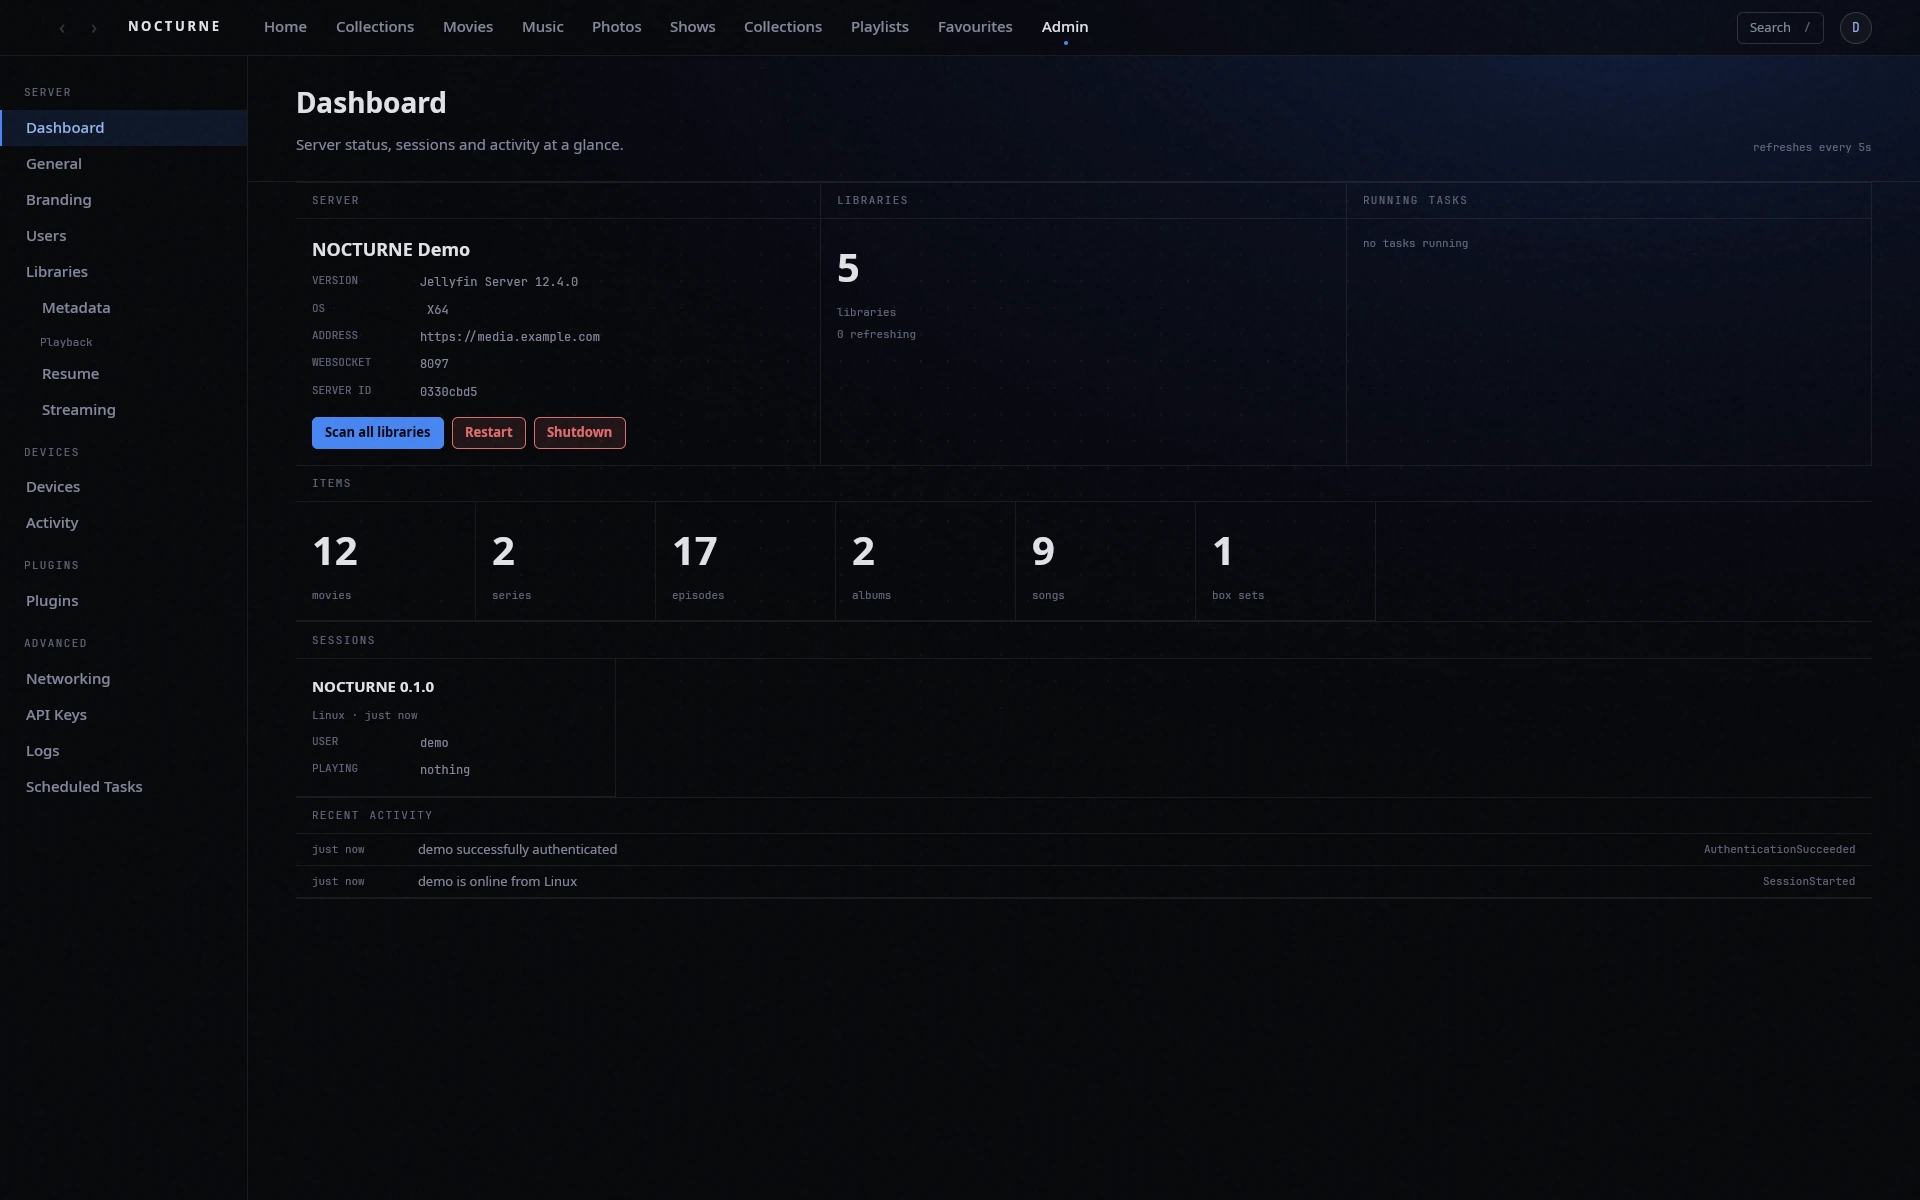 ‹ › NOCTURNE Home Collections Movies Music Photos Shows Collections Playlists Favourites Admin Search / D
SERVER
Dashboard
General
Branding
Users
Libraries
Metadata
Playback
Resume
Streaming
DEVICES
Devices
Activity
PLUGINS
Plugins
ADVANCED
Networking
API Keys
Logs
Scheduled Tasks
Dashboard
Server status, sessions and activity at a glance.
refreshes every 5s
SERVER
NOCTURNE Demo
VERSION Jellyfin Server 12.4.0
OS X64
ADDRESS https://media.example.com
WEBSOCKET 8097
SERVER ID 0330cbd5
Scan all libraries Restart Shutdown
LIBRARIES
5
libraries
0 refreshing
RUNNING TASKS
no tasks running
ITEMS
12 2 17 2 9 1
movies series episodes albums songs box sets
SESSIONS
NOCTURNE 0.1.0
Linux · just now
USER demo
PLAYING nothing
RECENT ACTIVITY
just now demo successfully authenticated AuthenticationSucceeded
just now demo is online from Linux SessionStarted